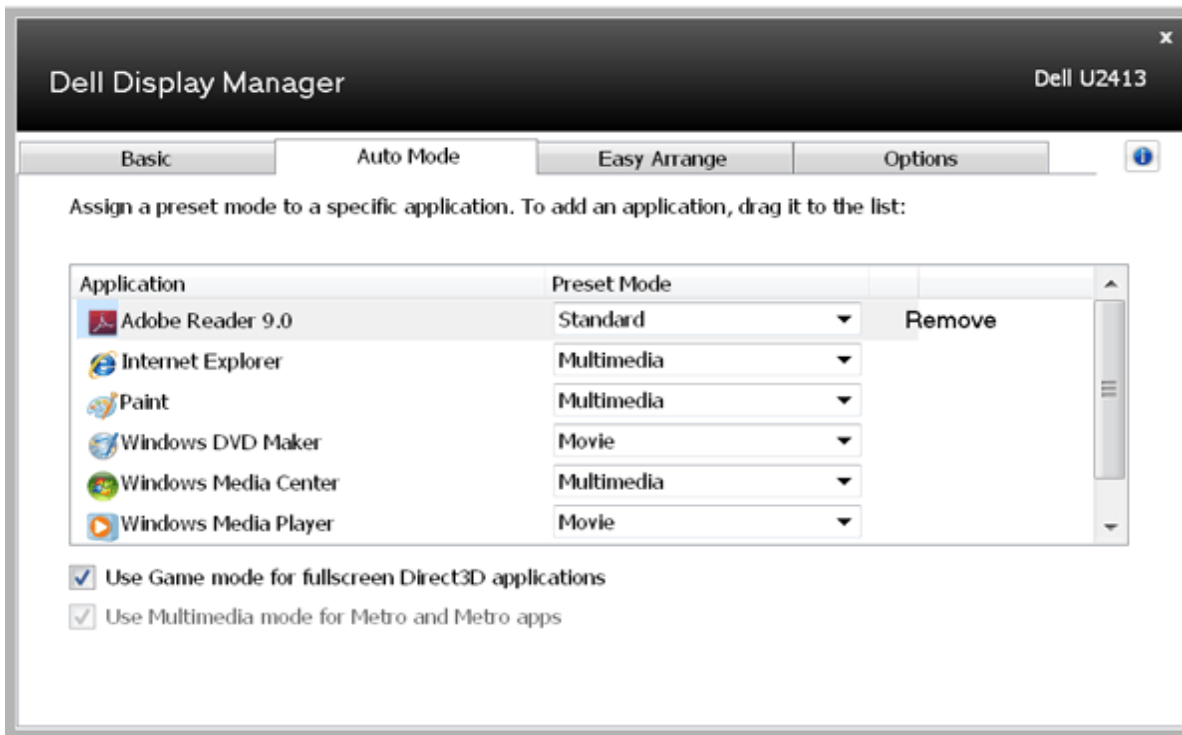 x
Dell Display Manager
Dell U2413
Basic Auto Mode Easy Arrange Options
Assign a preset mode to a specific application. To add an application, drag it to the list:
Application Preset Mode
Adobe Reader 9.0 Standard Remove
Internet Explorer Multimedia
Paint Multimedia
Windows DVD Maker Movie
Windows Media Center Multimedia
Windows Media Player Movie
Use Game mode for fullscreen Direct3D applications
Use Multimedia mode for Metro and Metro apps